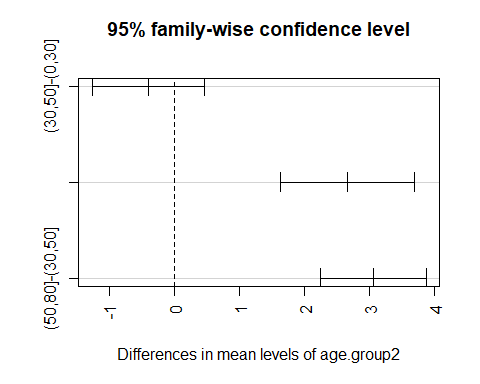 95% family-wise confidence level
(30,50]-(0,30]
(50,80]-(30,50]
-1 0 1 2 3 4
Differences in mean levels of age.group2